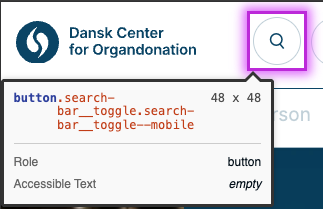 Dansk Center
for Organdonation
button.search-
bar__toggle.search-
bar__toggle--mobile
48 x 48
rson
Role button
Accessible Text empty